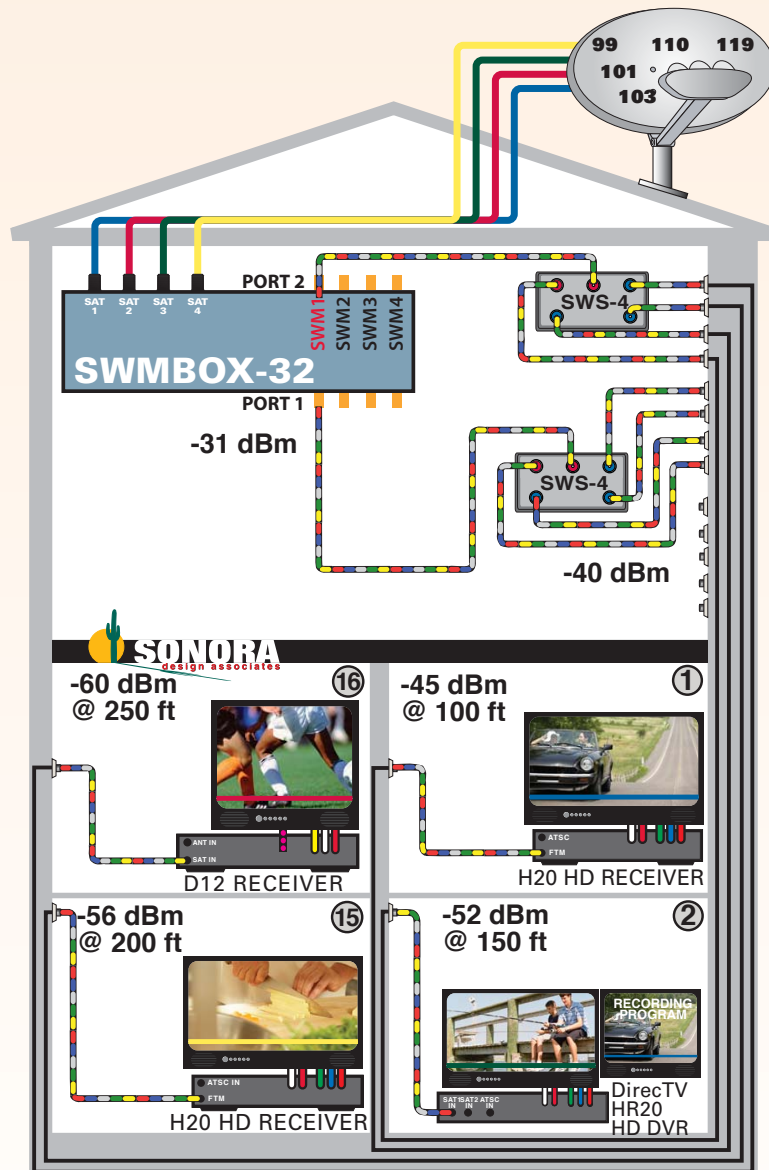 99 110 119
101
103
PORT 2
SAT 1
SAT 2
SAT 3
SAT 4
SWM1
SWM2
SWM3
SWM4
SWMBOX-32
PORT 1
-31 dBm
SWS-4
SWS-4
-40 dBm
SONORA
design associates
-60 dBm
@ 250 ft
16
ANT IN
SAT IN
D12 RECEIVER
-45 dBm
@ 100 ft
1
ATSC
FTM
H20 HD RECEIVER
-56 dBm
@ 200 ft
15
ATSC IN
FTM
H20 HD RECEIVER
-52 dBm
@ 150 ft
2
RECORDING
PROGRAM
SAT1 SAT2 ATSC
IN IN IN
DirecTV
HR20
HD DVR